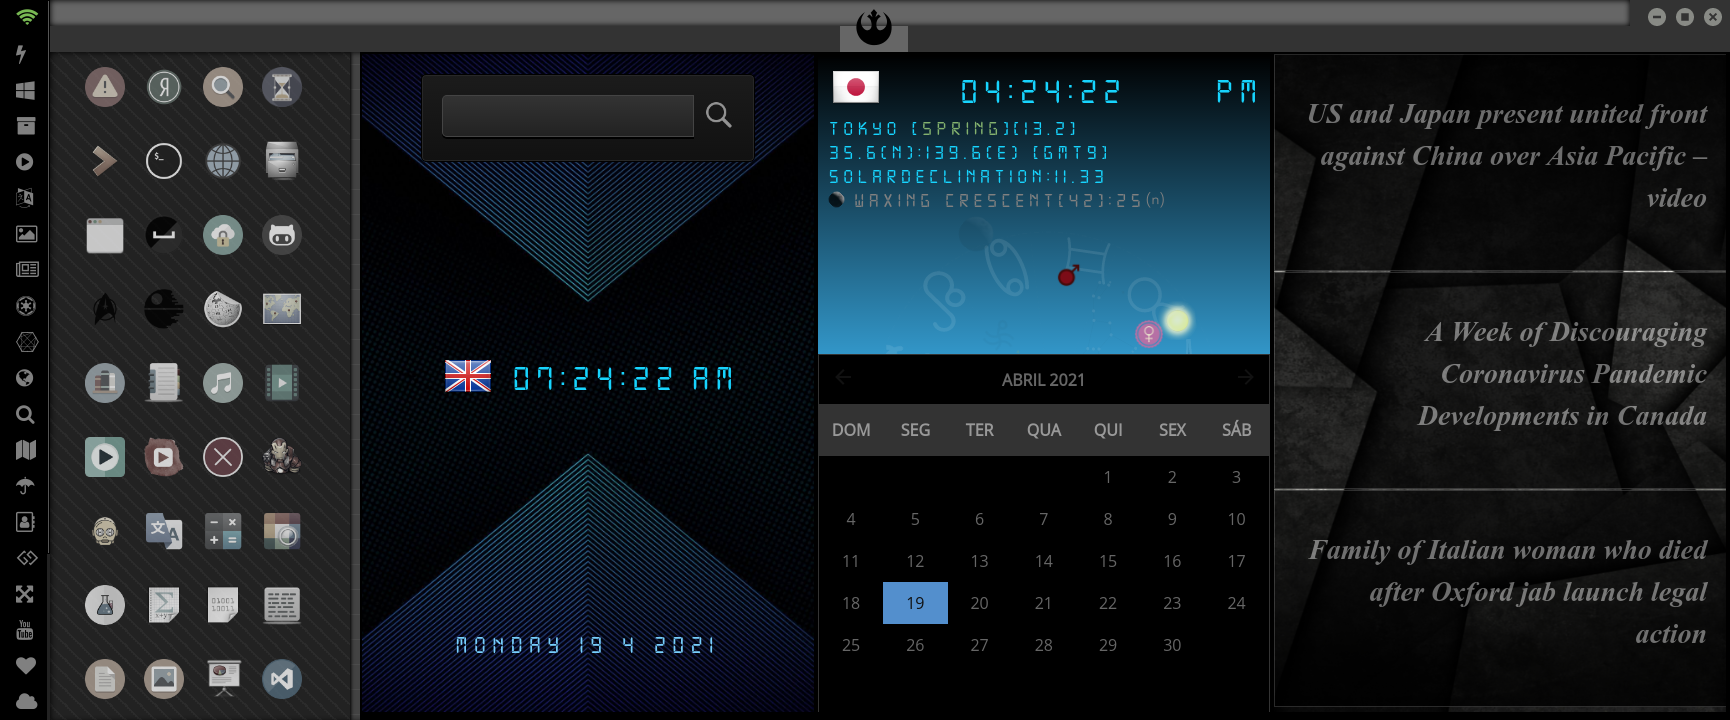 04:24:22 PM
TOKYO [SPRING][13.2]
35.6(N):139.6(E) [GMT9]
SOLARDECLINATION:11.33
WAXING CRESCENT[42]:25(n)
07:24:22 AM
MONDAY 19 4 2021
ABRIL 2021
DOM SEG TER QUA QUI SEX SÁB
1 2 3
4 5 6 7 8 9 10
11 12 13 14 15 16 17
18 19 20 21 22 23 24
25 26 27 28 29 30
US and Japan present united front
against China over Asia Pacific –
video
A Week of Discouraging
Coronavirus Pandemic
Developments in Canada
Family of Italian woman who died
after Oxford jab launch legal
action
You
Tube
Я
$_
文
A
Σ
x+y
01001
10011